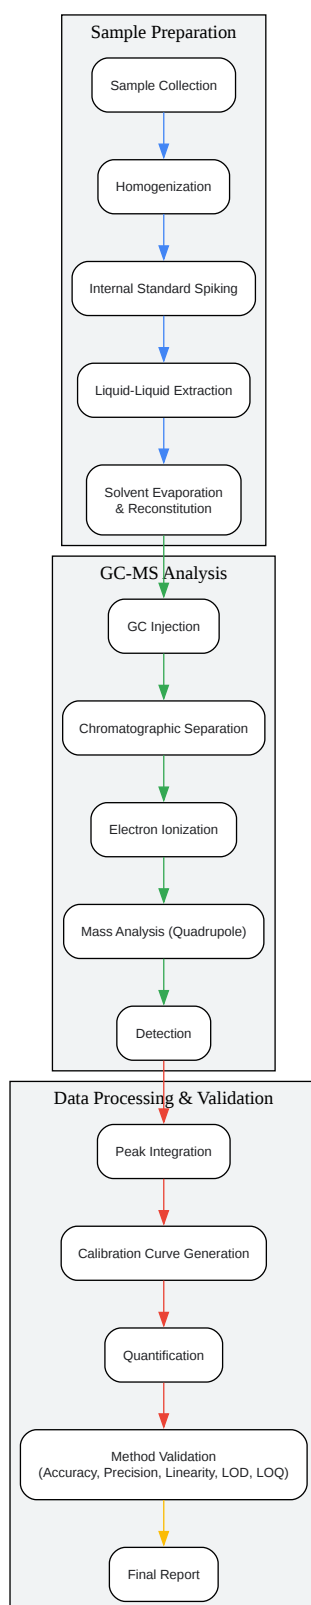 Sample Preparation
Sample Collection
Homogenization
Internal Standard Spiking
Liquid-Liquid Extraction
Solvent Evaporation
& Reconstitution
GC-MS Analysis
GC Injection
Chromatographic Separation
Electron Ionization
Mass Analysis (Quadrupole)
Detection
Data Processing & Validation
Peak Integration
Calibration Curve Generation
Quantification
Method Validation
(Accuracy, Precision, Linearity, LOD, LOQ)
Final Report